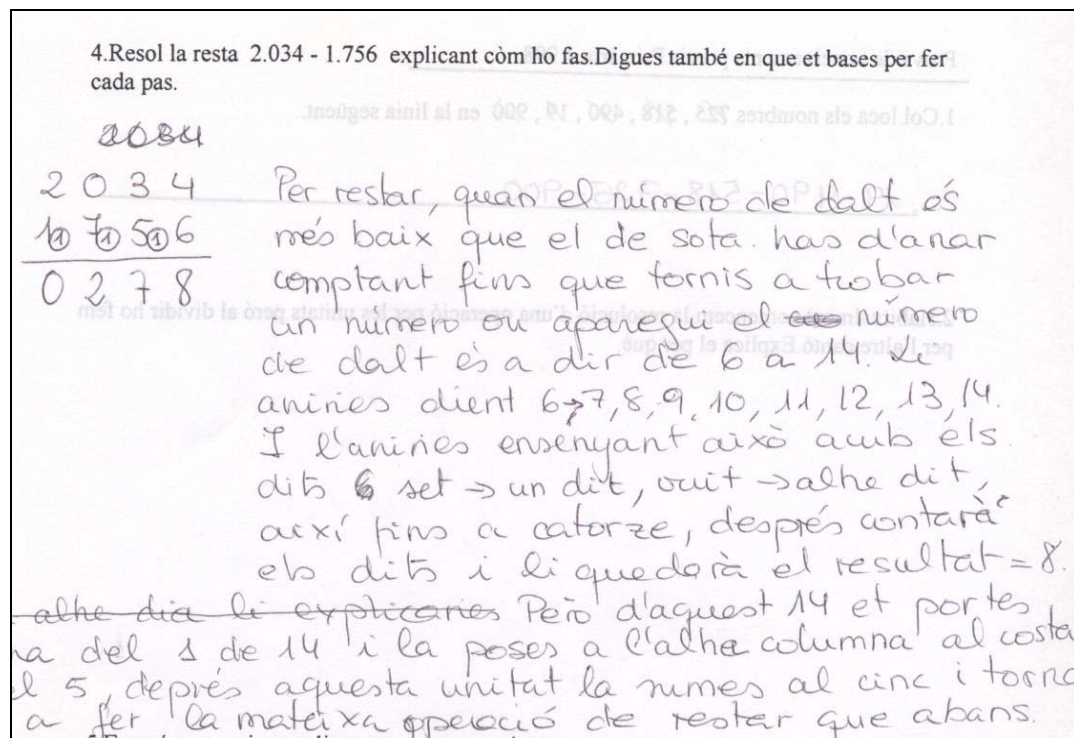 4.Resol la resta 2.034 - 1.756 explicant còm ho fas.Digues també en que et bases per fer
cada pas.
2034
2 0 3 4
1① 7① 5① 6
0 2 7 8
Per restar, quan el número de dalt és
més baix que el de sota. has d'anar
comptant fins que tornis a trobar
un número on aparegui el número
de dalt és a dir de 6 a 14. Li
aniries dient 6→7, 8, 9, 10, 11, 12, 13, 14.
I l'aniries ensenyant això amb els
dits set → un dit, vuit → altre dit,
així fins a catorze, després contarà
els dits i li quedarà el resultat = 8.
altre dia li explicaries Però d'aquest 14 et portes
na del 1 de 14 i la poses a l'altre columna al costa
el 5, deprés aquesta unitat la sumes al cinc i torna
a fer la mateixa operació de restar que abans.